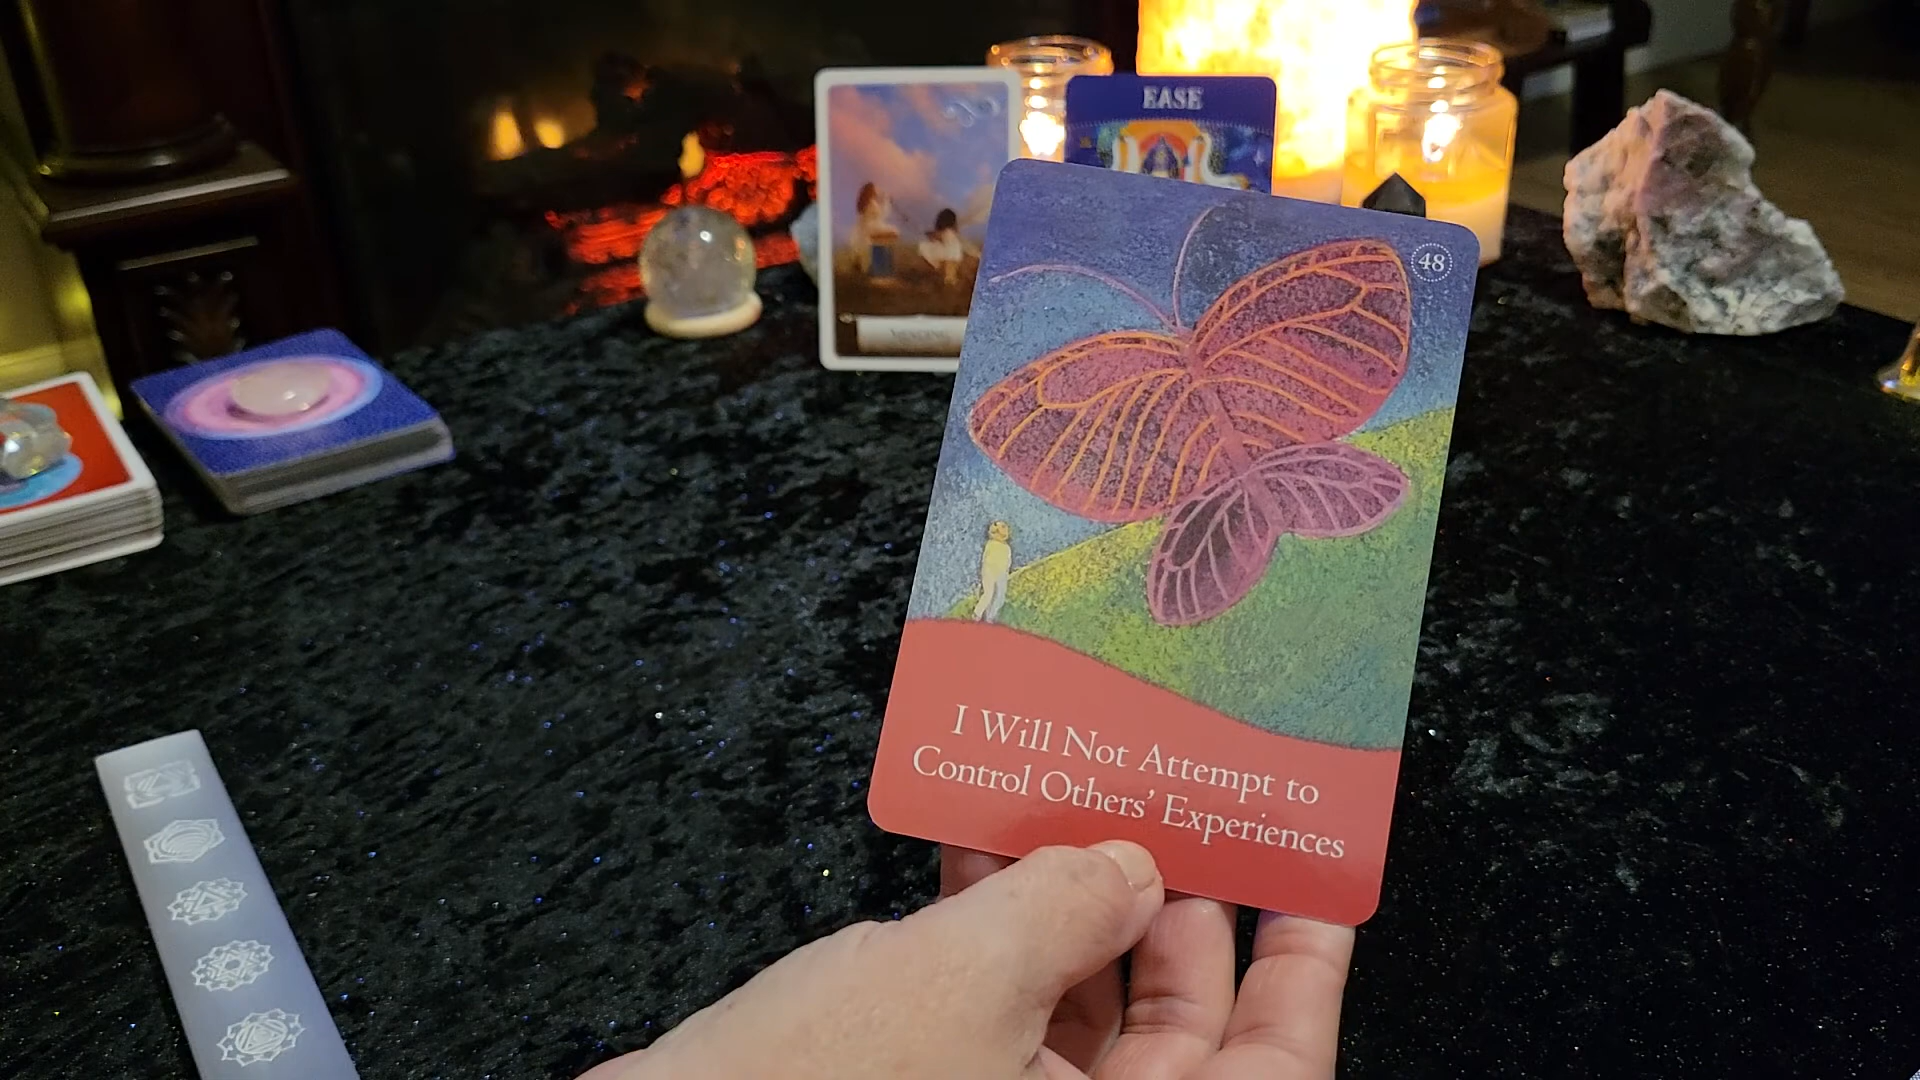 EASE
48
I Will Not Attempt to
Control Others' Experiences